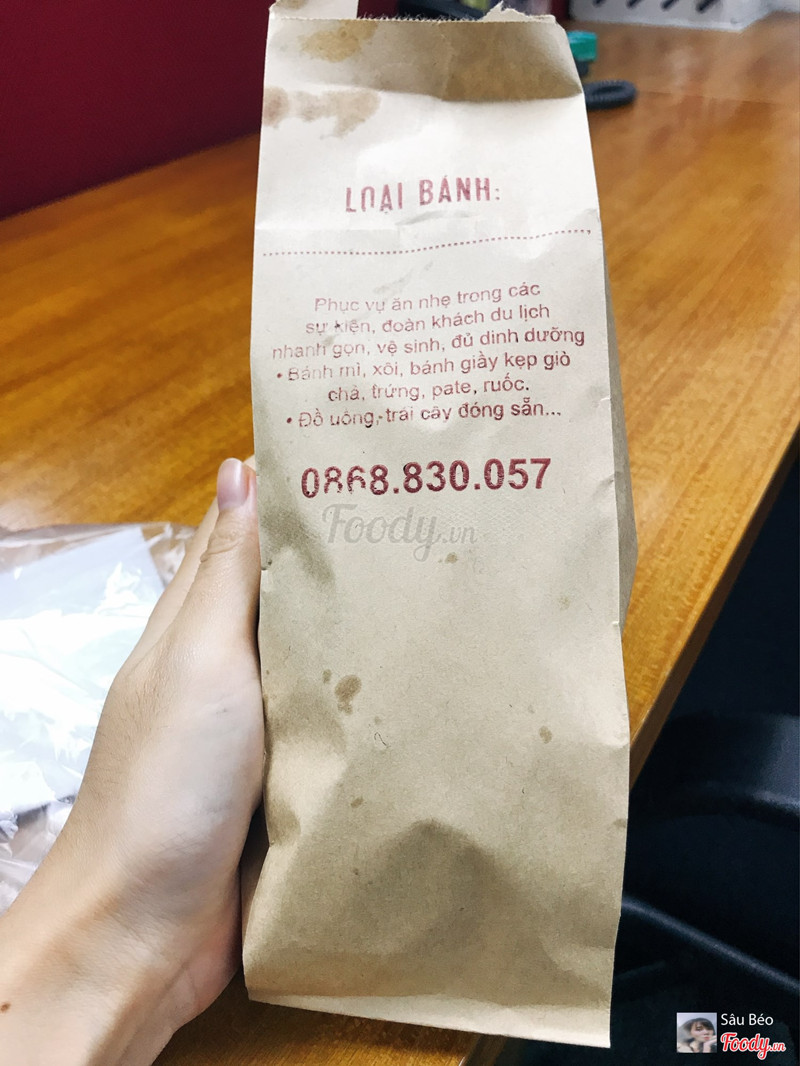 LOẠI BÁNH:
Phục vụ ăn nhẹ trong các
sự kiện, đoàn khách du lịch
nhanh gọn, vệ sinh, đủ dinh dưỡng
• Bánh mì, xôi, bánh giầy kẹp giò
chả, trứng, pate, ruốc.
• Đồ uống, trái cây đóng sẵn...
0868.830.057
Foody.vn
Sâu Béo
Foody.vn